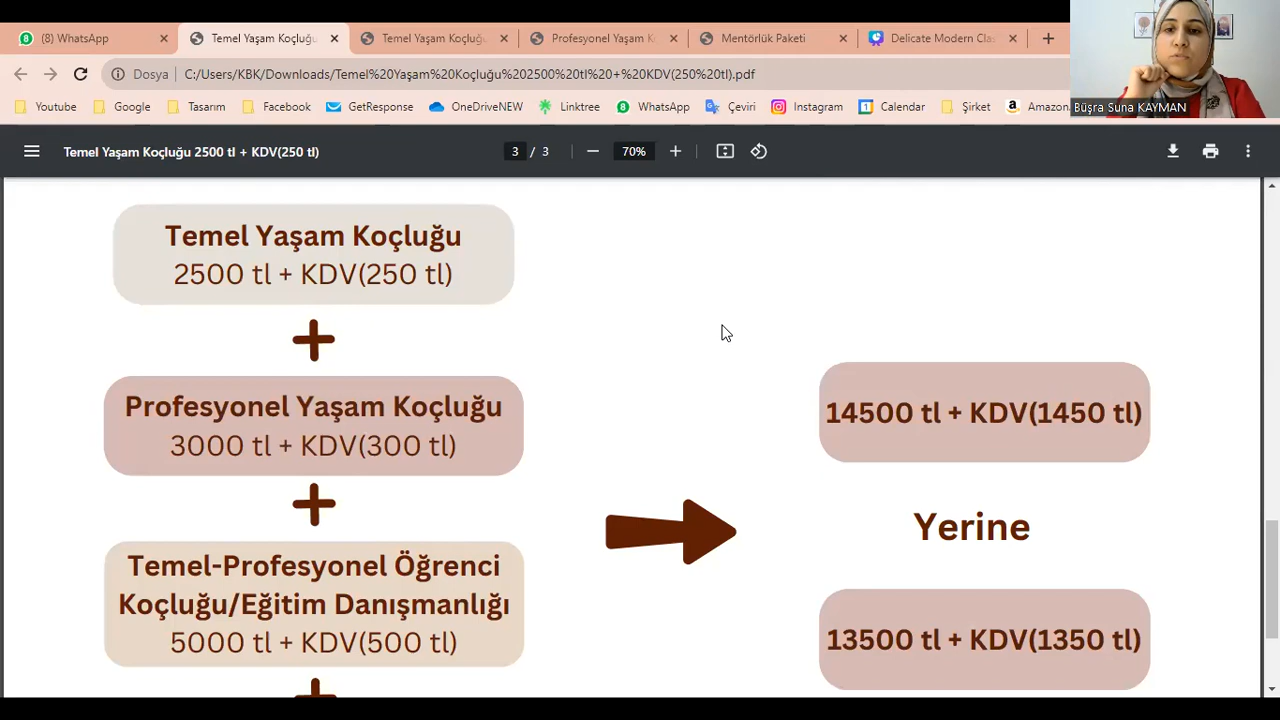 (8) WhatsApp
Temel Yaşam Koçluğu
Temel Yaşam Koçluğu
Profesyonel Yaşam K
Mentörlük Paketi
Delicate Modern Clas
Dosya
C:/Users/KBK/Downloads/Temel%20Yaşam%20Koçluğu%202500%20tl%20+%20KDV(250%20tl).pdf
Youtube
Google
Tasarım
Facebook
GetResponse
OneDriveNEW
Linktree
WhatsApp
Çeviri
Instagram
Calendar
Şirket
Amazon
Büşra Suna KAYMAN
Temel Yaşam Koçluğu 2500 tl + KDV(250 tl)
3 / 3
70%
Temel Yaşam Koçluğu
2500 tl + KDV(250 tl)
+
Profesyonel Yaşam Koçluğu
3000 tl + KDV(300 tl)
+
Temel-Profesyonel Öğrenci
Koçluğu/Eğitim Danışmanlığı
5000 tl + KDV(500 tl)
14500 tl + KDV(1450 tl)
Yerine
13500 tl + KDV(1350 tl)